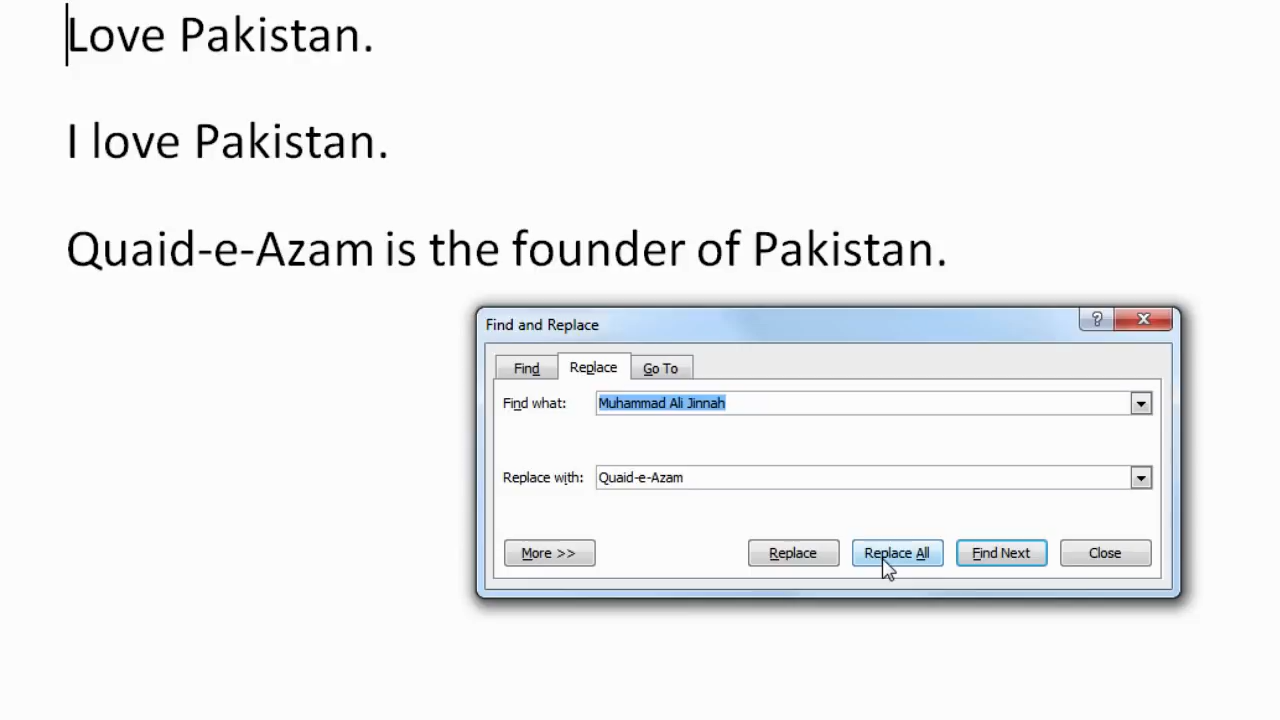 Love Pakistan.
I love Pakistan.
Quaid-e-Azam is the founder of Pakistan.
Find and Replace
?
Find Replace Go To
Find what: Muhammad Ali Jinnah
Replace with: Quaid-e-Azam
More >> Replace Replace All Find Next Close